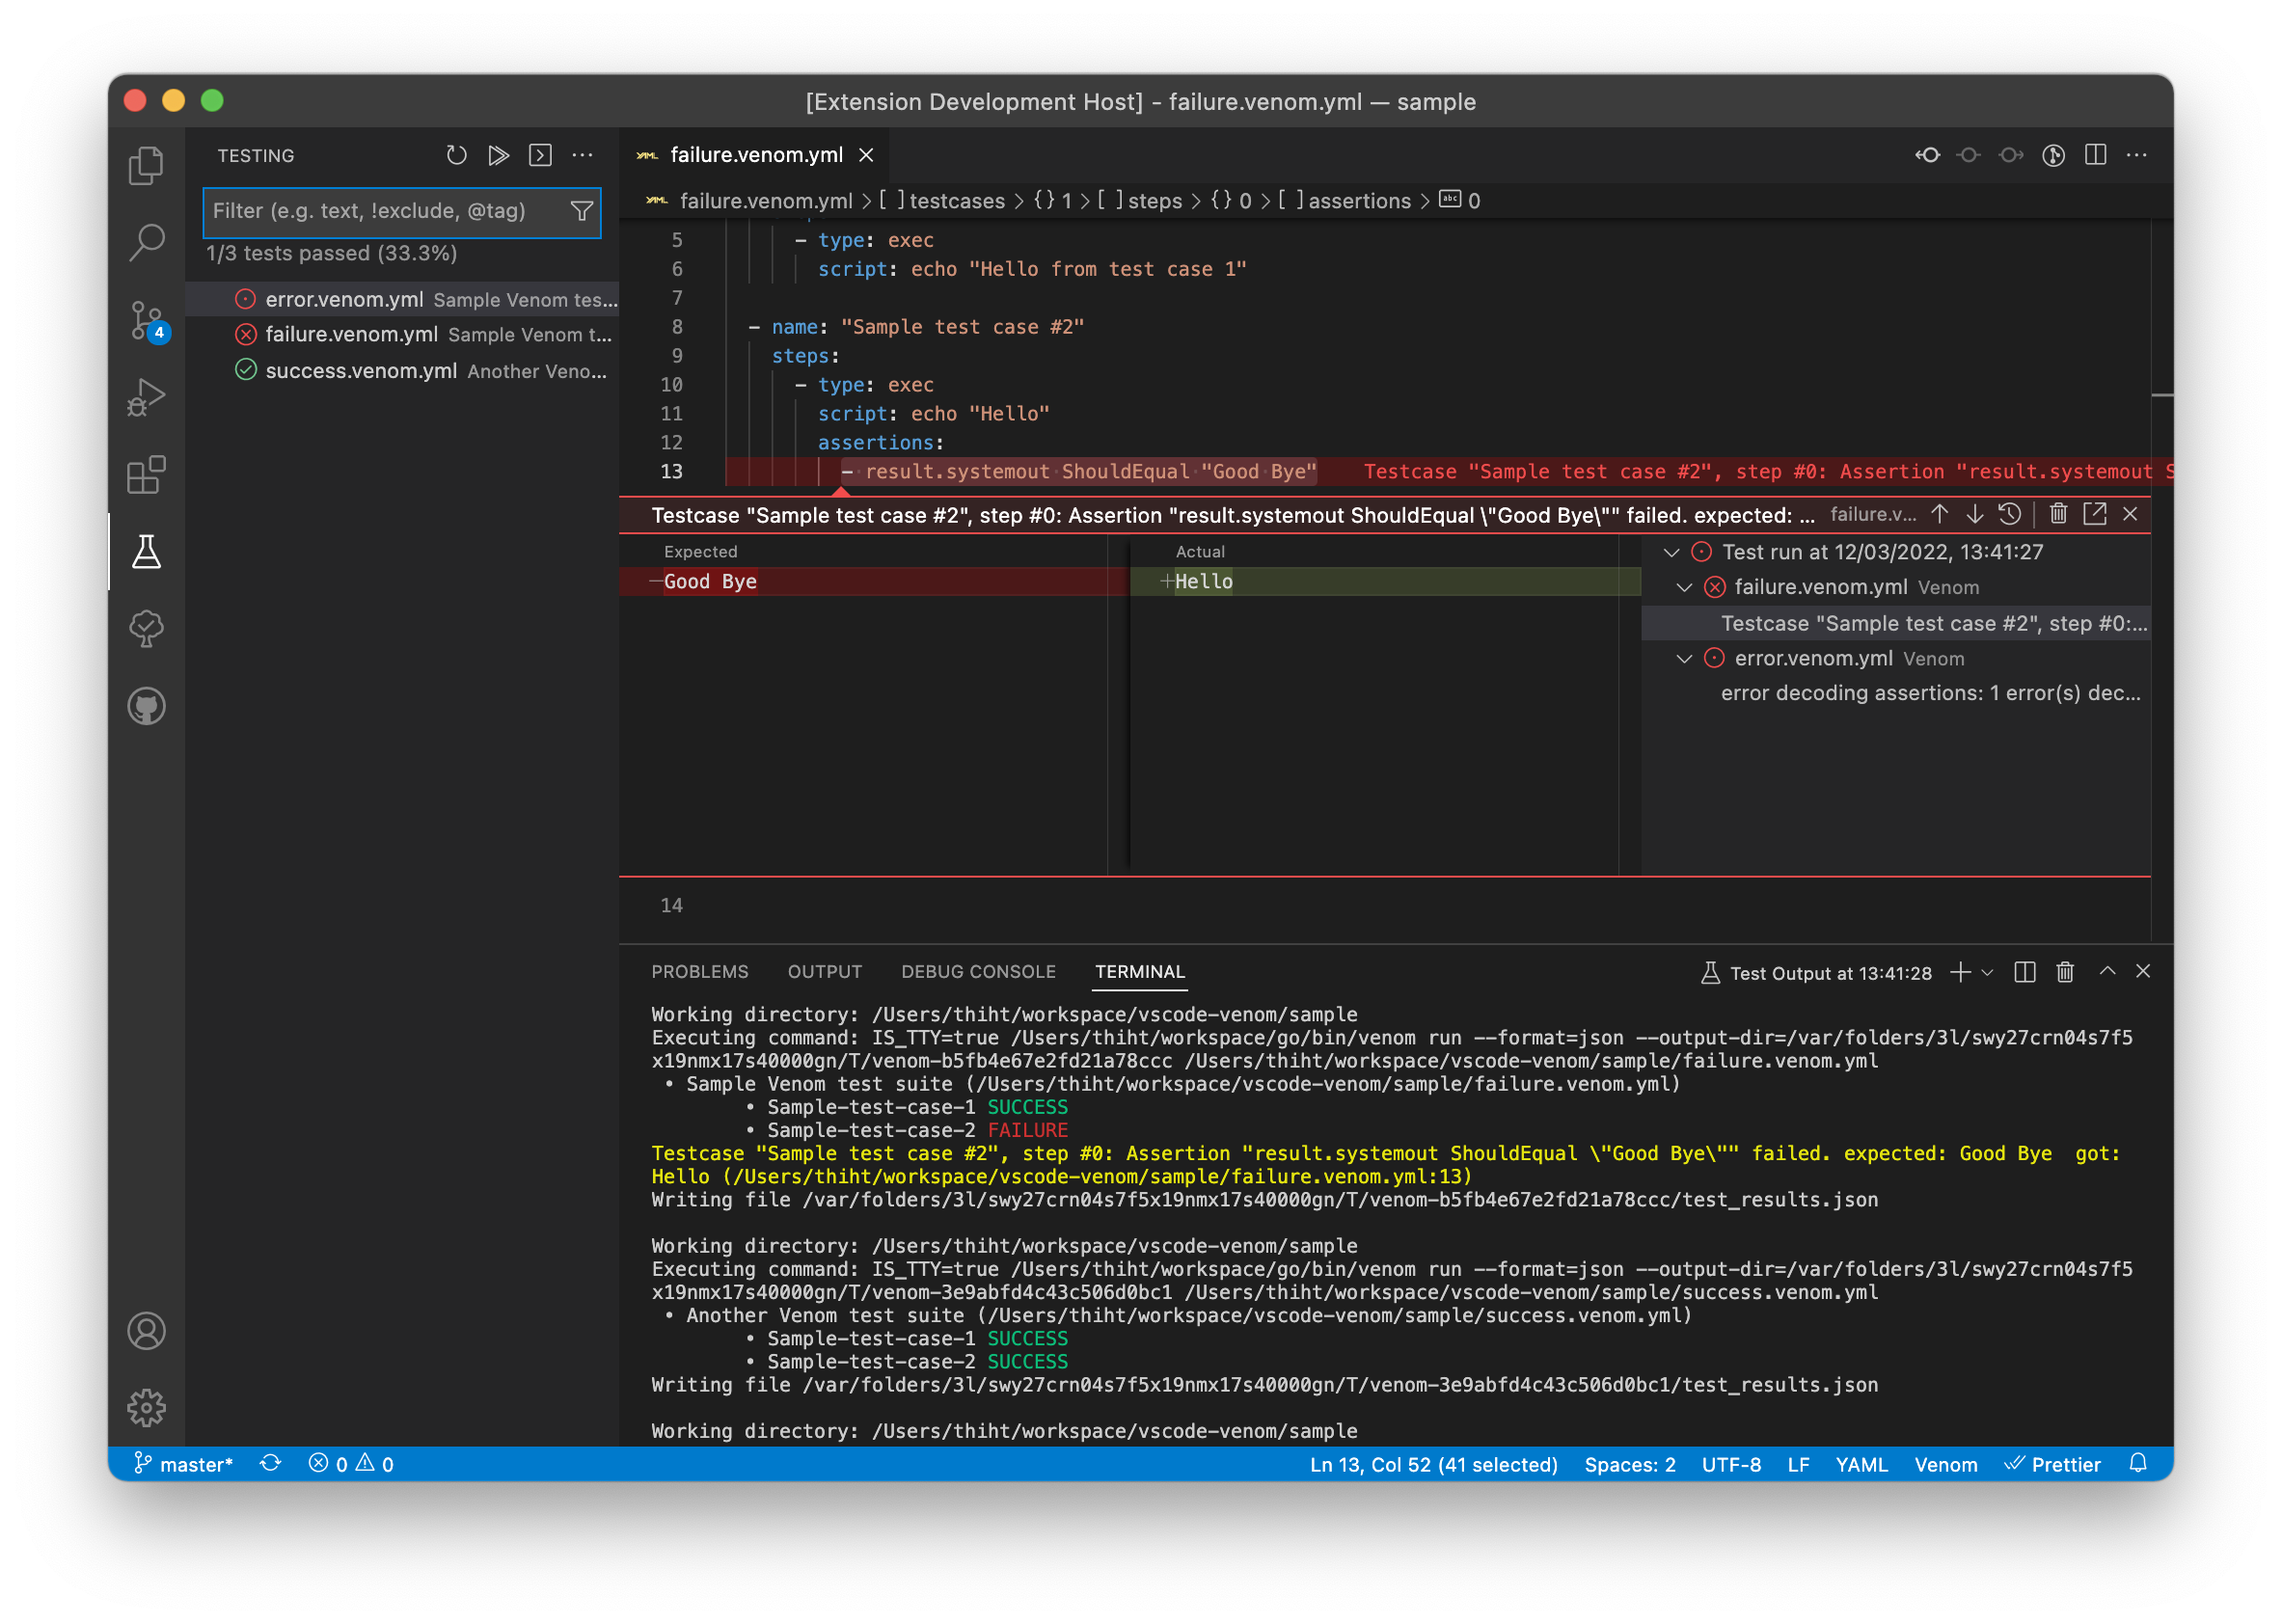 [Extension Development Host] - failure.venom.yml — sample
TESTING
Filter (e.g. text, !exclude, @tag)
1/3 tests passed (33.3%)
error.venom.yml Sample Venom tes...
failure.venom.yml Sample Venom t...
success.venom.yml Another Veno...
4
YAML failure.venom.yml
YAML failure.venom.yml > [ ] testcases > {} 1 > [ ] steps > {} 0 > [ ] assertions > abc 0
5 - type: exec
6 script: echo "Hello from test case 1"
7
8 - name: "Sample test case #2"
9 steps:
10 - type: exec
11 script: echo "Hello"
12 assertions:
13 - result.systemout ShouldEqual "Good Bye" Testcase "Sample test case #2", step #0: Assertion "result.systemout S
Testcase "Sample test case #2", step #0: Assertion "result.systemout ShouldEqual \"Good Bye\"" failed. expected: ... failure.v...
Expected
Good Bye
Actual
Hello
Test run at 12/03/2022, 13:41:27
failure.venom.yml Venom
Testcase "Sample test case #2", step #0:...
error.venom.yml Venom
error decoding assertions: 1 error(s) dec...
14
PROBLEMS OUTPUT DEBUG CONSOLE TERMINAL
Test Output at 13:41:28
Working directory: /Users/thiht/workspace/vscode-venom/sample
Executing command: IS_TTY=true /Users/thiht/workspace/go/bin/venom run --format=json --output-dir=/var/folders/3l/swy27crn04s7f5
x19nmx17s40000gn/T/venom-b5fb4e67e2fd21a78ccc /Users/thiht/workspace/vscode-venom/sample/failure.venom.yml
• Sample Venom test suite (/Users/thiht/workspace/vscode-venom/sample/failure.venom.yml)
• Sample-test-case-1 SUCCESS
• Sample-test-case-2 FAILURE
Testcase "Sample test case #2", step #0: Assertion "result.systemout ShouldEqual \"Good Bye\"" failed. expected: Good Bye  got:
Hello (/Users/thiht/workspace/vscode-venom/sample/failure.venom.yml:13)
Writing file /var/folders/3l/swy27crn04s7f5x19nmx17s40000gn/T/venom-b5fb4e67e2fd21a78ccc/test_results.json
Working directory: /Users/thiht/workspace/vscode-venom/sample
Executing command: IS_TTY=true /Users/thiht/workspace/go/bin/venom run --format=json --output-dir=/var/folders/3l/swy27crn04s7f5
x19nmx17s40000gn/T/venom-3e9abfd4c43c506d0bc1 /Users/thiht/workspace/vscode-venom/sample/success.venom.yml
• Another Venom test suite (/Users/thiht/workspace/vscode-venom/sample/success.venom.yml)
• Sample-test-case-1 SUCCESS
• Sample-test-case-2 SUCCESS
Writing file /var/folders/3l/swy27crn04s7f5x19nmx17s40000gn/T/venom-3e9abfd4c43c506d0bc1/test_results.json
Working directory: /Users/thiht/workspace/vscode-venom/sample
master* 0 0
Ln 13, Col 52 (41 selected) Spaces: 2 UTF-8 LF YAML Venom Prettier